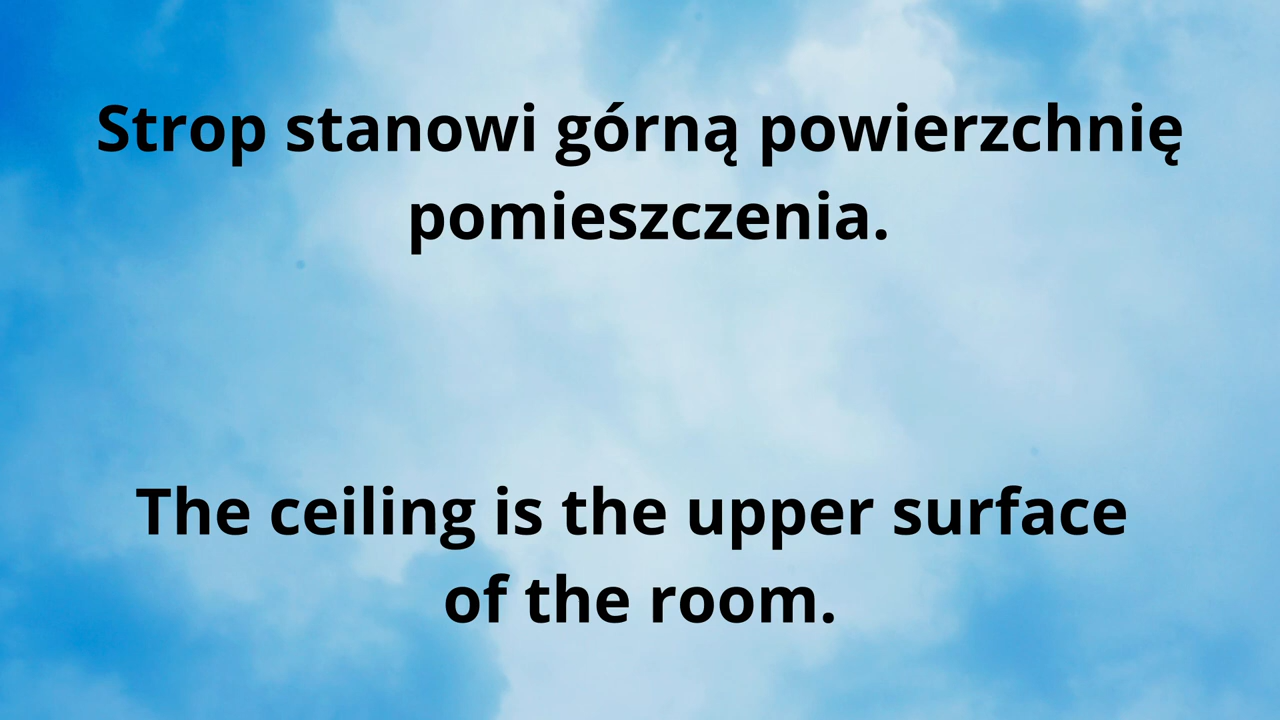 Strop stanowi górną powierzchnię
pomieszczenia.
The ceiling is the upper surface
of the room.